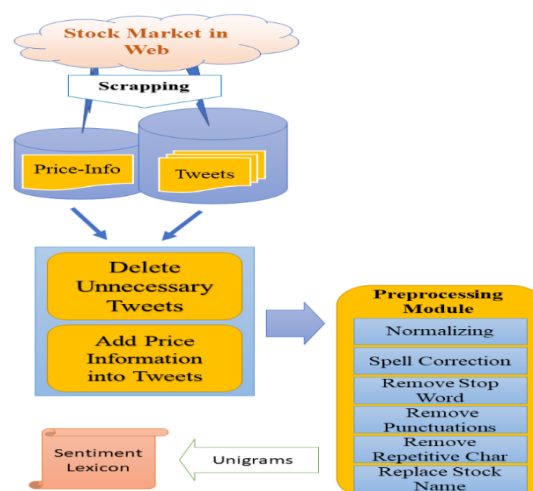 Stock Market in
Web
Scrapping
Price-Info
Tweets
Delete
Unnecessary
Tweets
Add Price
Information
into Tweets
Preprocessing
Module
Normalizing
Spell Correction
Remove Stop
Word
Remove
Punctuations
Remove
Repetitive Char
Replace Stock
Name
Unigrams
Sentiment
Lexicon